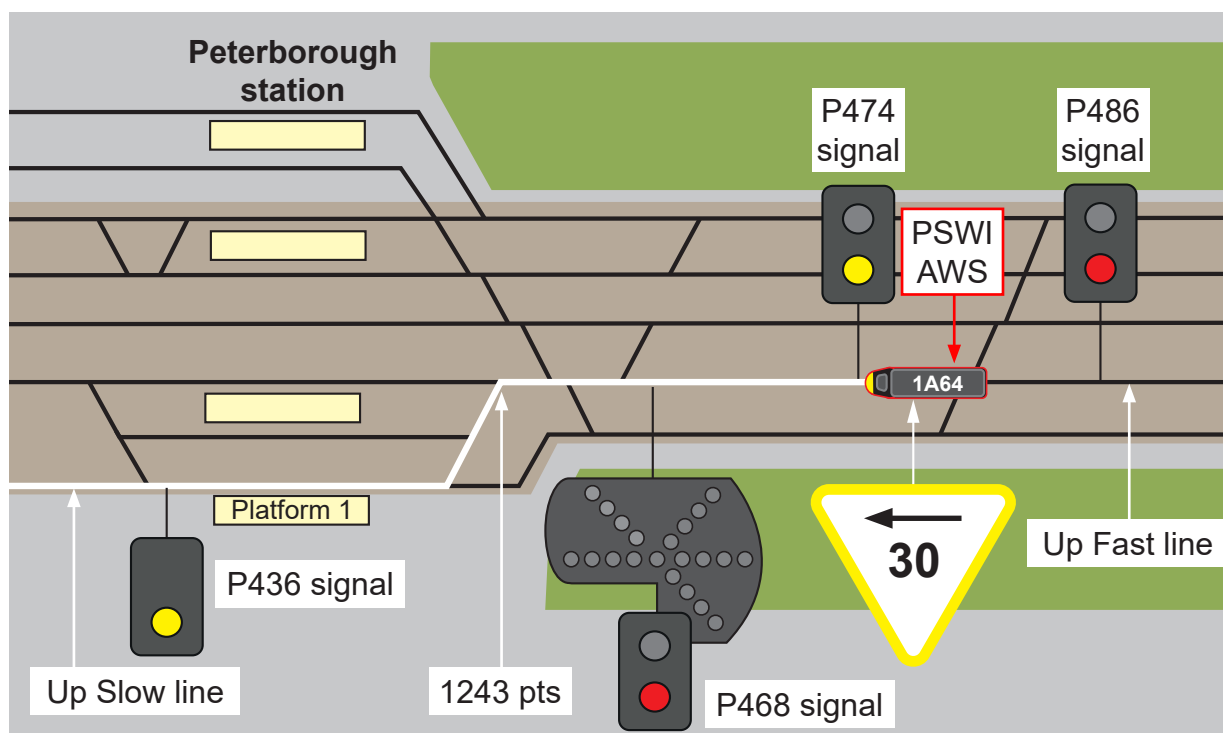 Peterborough
station
P474
signal
P486
signal
PSWI
AWS
1A64
Platform 1
30
Up Fast line
P436 signal
Up Slow line
1243 pts
P468 signal